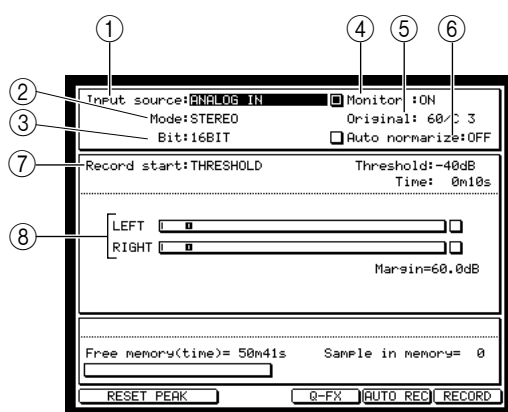 ① ④ ⑤ ⑥
② ③ ⑦ ⑧
Input source:ANALOG IN Monitor :ON
Mode:STEREO Original: 60/C 3
Bit:16BIT Auto normarize:OFF
Record start:THRESHOLD Threshold:-40dB
Time: 0m10s
LEFT
RIGHT
Margin=60.0dB
Free memory(time)= 50m41s Sample in memory= 0
RESET PEAK Q-FX AUTO REC RECORD